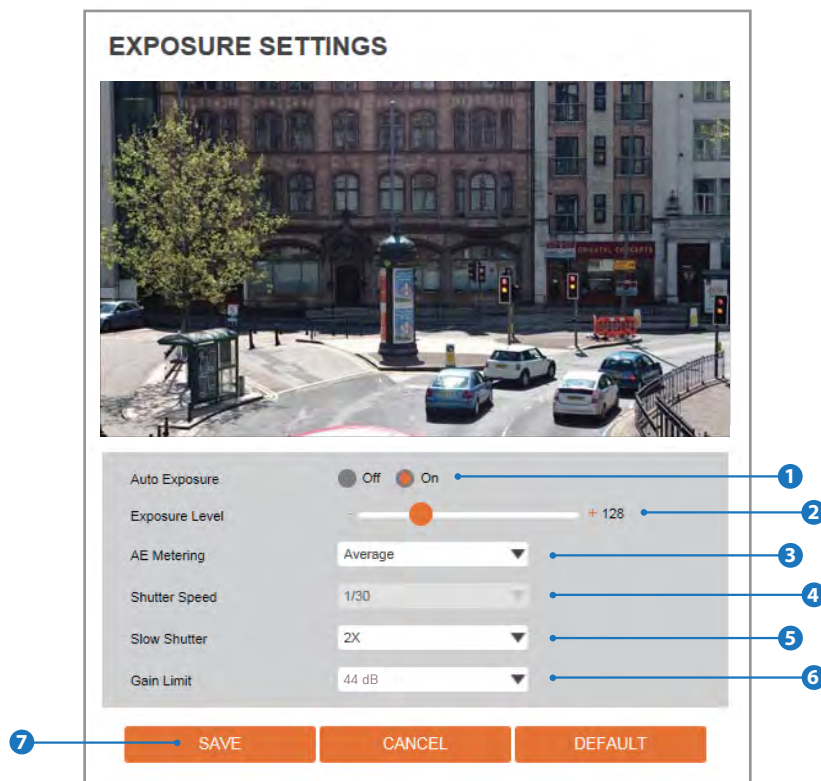 EXPOSURE SETTINGS
ORIENTAL CONCEPTS
Auto Exposure Off On 1
Exposure Level - + 128 2
AE Metering Average 3
Shutter Speed 1/30 4
Slow Shutter 2X 5
Gain Limit 44 dB 6
7 SAVE CANCEL DEFAULT